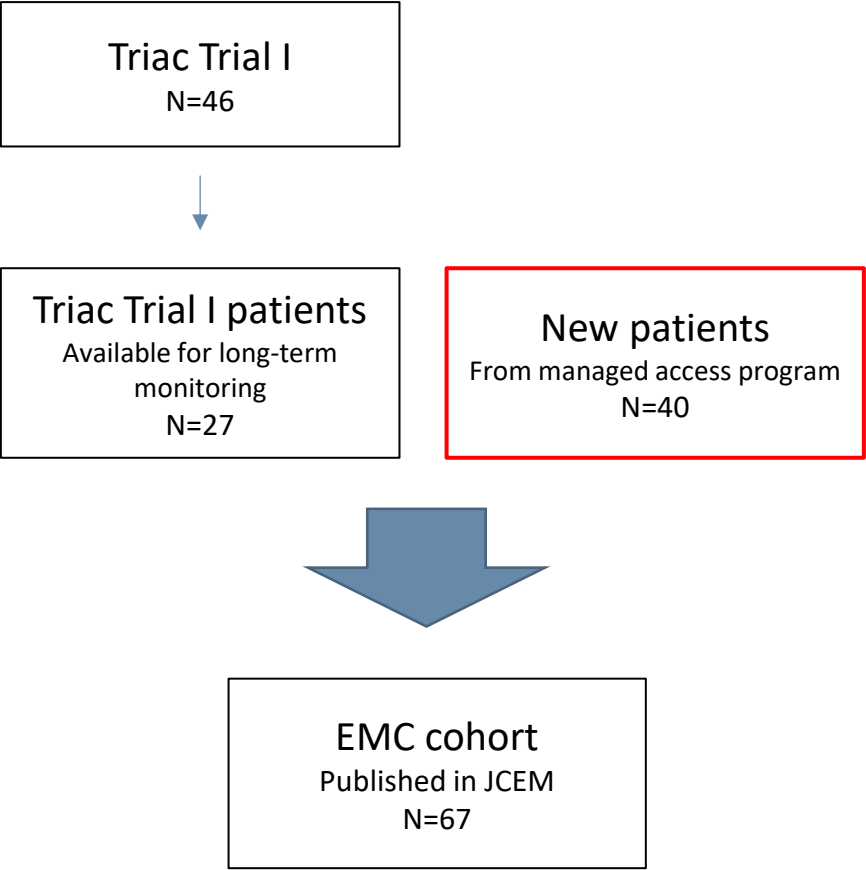 Triac Trial I
N=46
Triac Trial I patients
Available for long-term
monitoring
N=27
New patients
From managed access program
N=40
EMC cohort
Published in JCEM
N=67